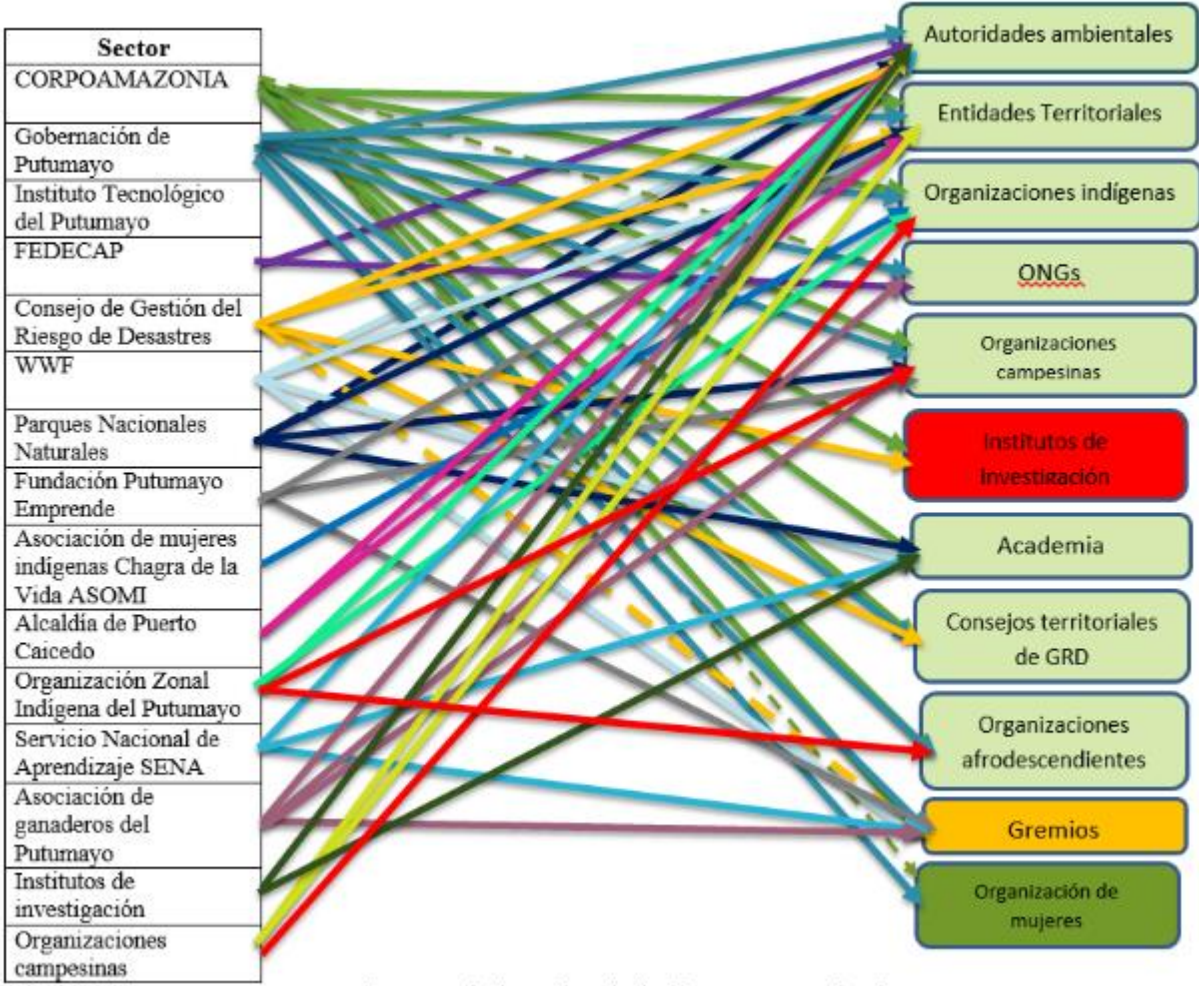 Sector
CORPOAMAZONIA
Gobernación de
Putumayo
Instituto Tecnológico
del Putumayo
FEDECAP
Consejo de Gestión del
Riesgo de Desastres
WWF
Parques Nacionales
Naturales
Fundación Putumayo
Emprende
Asociación de mujeres
indígenas Chagra de la
Vida ASOMI
Alcaldía de Puerto
Caicedo
Organización Zonal
Indígena del Putumayo
Servicio Nacional de
Aprendizaje SENA
Asociación de
ganaderos del
Putumayo
Institutos de
investigación
Organizaciones
campesinas
Autoridades ambientales
Entidades Territoriales
Organizaciones indígenas
ONGs
Organizaciones
campesinas
Institutos de
Investigación
Academia
Consejos territoriales
de GRD
Organizaciones
afrodescendientes
Gremios
Organización de
mujeres